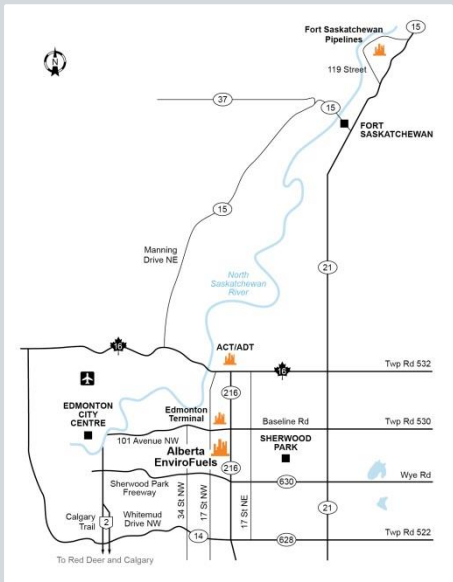 Fort Saskatchewan
Pipelines
15
N
119 Street
37
15
FORT
SASKATCHEWAN
15
Manning
Drive NE
21
North
Saskatchewan
River
16
ACT/ADT
16
Twp Rd 532
216
EDMONTON
CITY
CENTRE
Edmonton
Terminal
Baseline Rd
Twp Rd 530
101 Avenue NW
Alberta
EnviroFuels
SHERWOOD
PARK
216
Wye Rd
630
Sherwood Park
Freeway
34 St NW
17 St NW
17 St NE
21
Calgary
Trail
2
Whitemud
Drive NW
14
628
Twp Rd 522
To Red Deer and Calgary